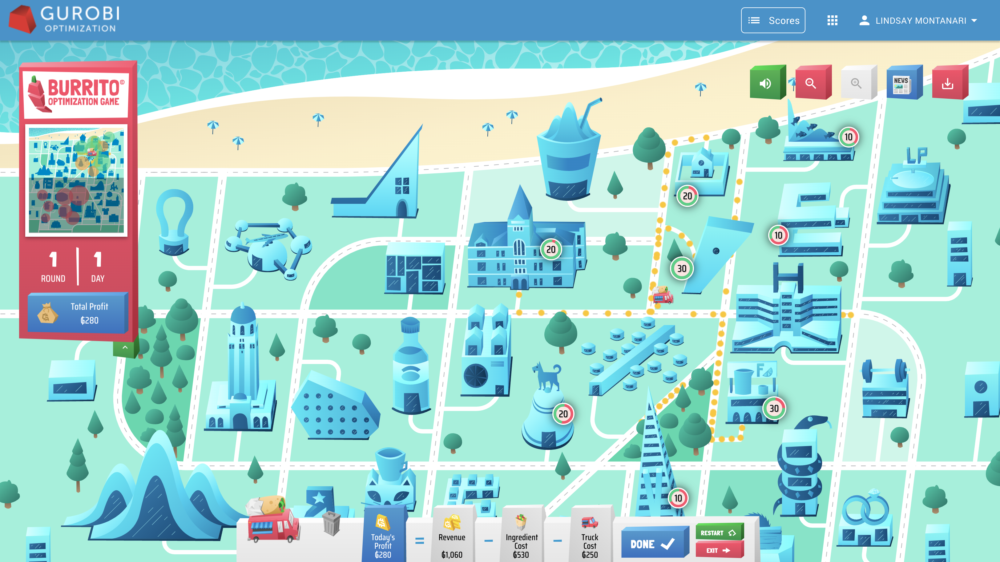 GUROBI
OPTIMIZATION
Scores
LINDSAY MONTANARI
BURRITO©
OPTIMIZATION GAME
NEWS
1
ROUND
1
DAY
Total Profit
₲280
10
LP
20
10
20
30
F
30
20
10
Today's
Profit
₲280
=
Revenue
₲1,060
–
Ingredient
Cost
₲530
–
Truck
Cost
₲250
DONE
RESTART
EXIT